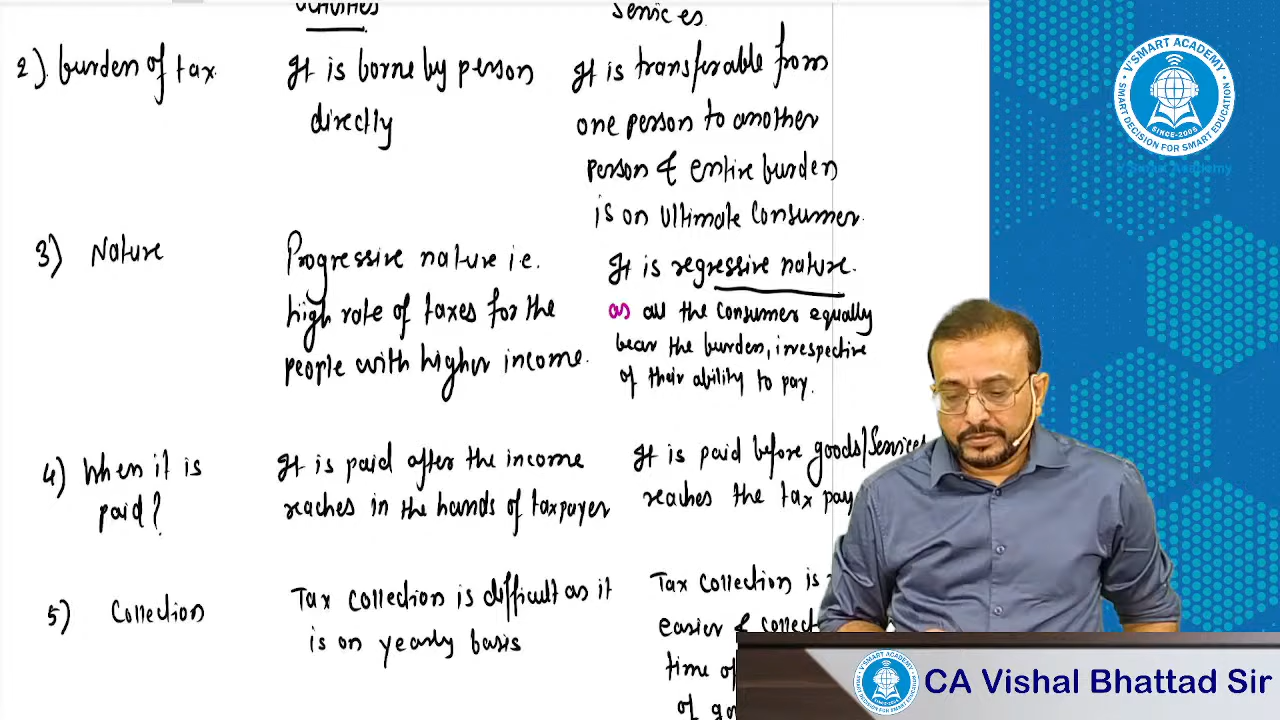 activities
services.
2) burden of tax
It is borne by person
directly
It is transferable from
one person to another
person & entire burden
is on ultimate consumer.
3) Nature
Progressive nature i.e.
high rate of taxes for the
people with higher income.
It is regressive nature.
as all the consumer equally
bear the burden, irrespective
of their ability to pay.
4) When it is
paid?
It is paid after the income
reaches in the hands of taxpayer
It is paid before goods/Services
reaches the tax pay
5) Collection
Tax collection is difficult as it
is on yearly basis
Tax collection is
easier & collect
time of
of go
V'SMART ACADEMY
SINCE-2005
SMART DECISION FOR SMART EDUCATION
V'Smart Academy
CA Vishal Bhattad Sir